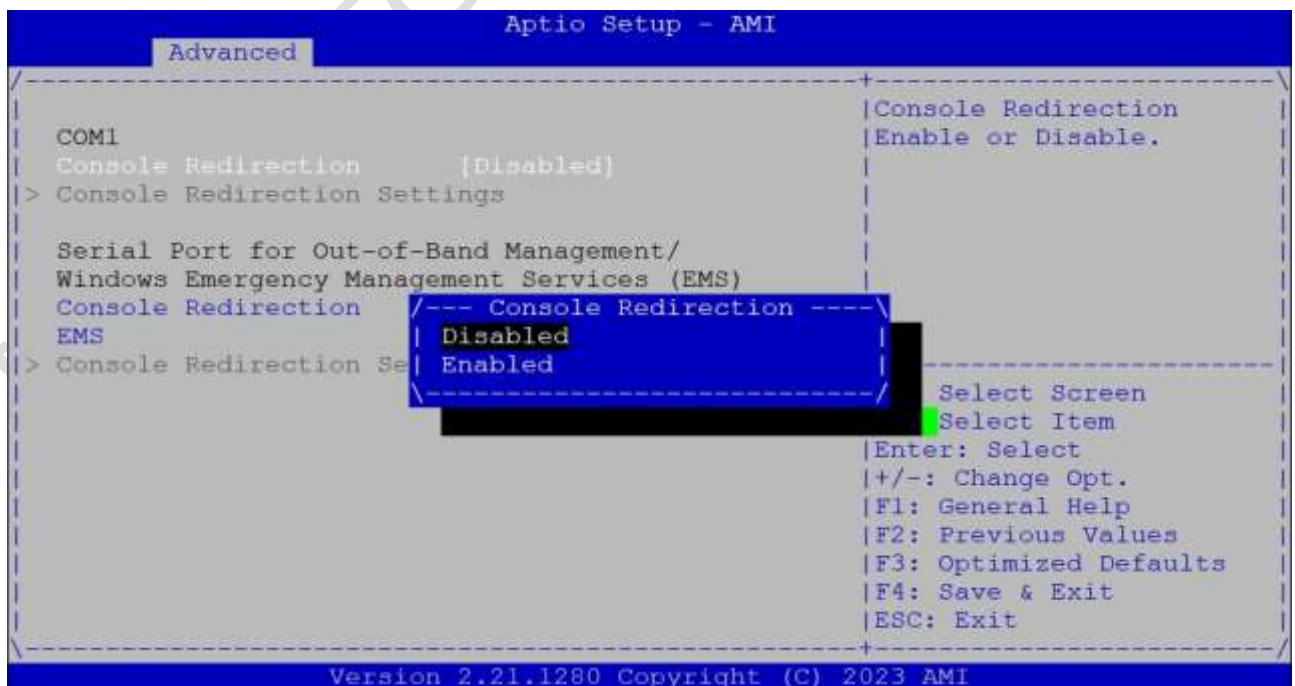 Aptio Setup - AMI
Advanced
/------------------------------------------------------+--------------------------\
COM1
Console Redirection [Disabled]
> Console Redirection Settings
Serial Port for Out-of-Band Management/
Windows Emergency Management Services (EMS)
Console Redirection
EMS
> Console Redirection Se
/--- Console Redirection ----\
Disabled
Enabled
\----------------------------/
|Console Redirection
|Enable or Disable.
Select Screen
Select Item
|Enter: Select
|+/-: Change Opt.
|F1: General Help
|F2: Previous Values
|F3: Optimized Defaults
|F4: Save & Exit
|ESC: Exit
\------------------------------------------------------+--------------------------/
Version 2.21.1280 Copyright (C) 2023 AMI